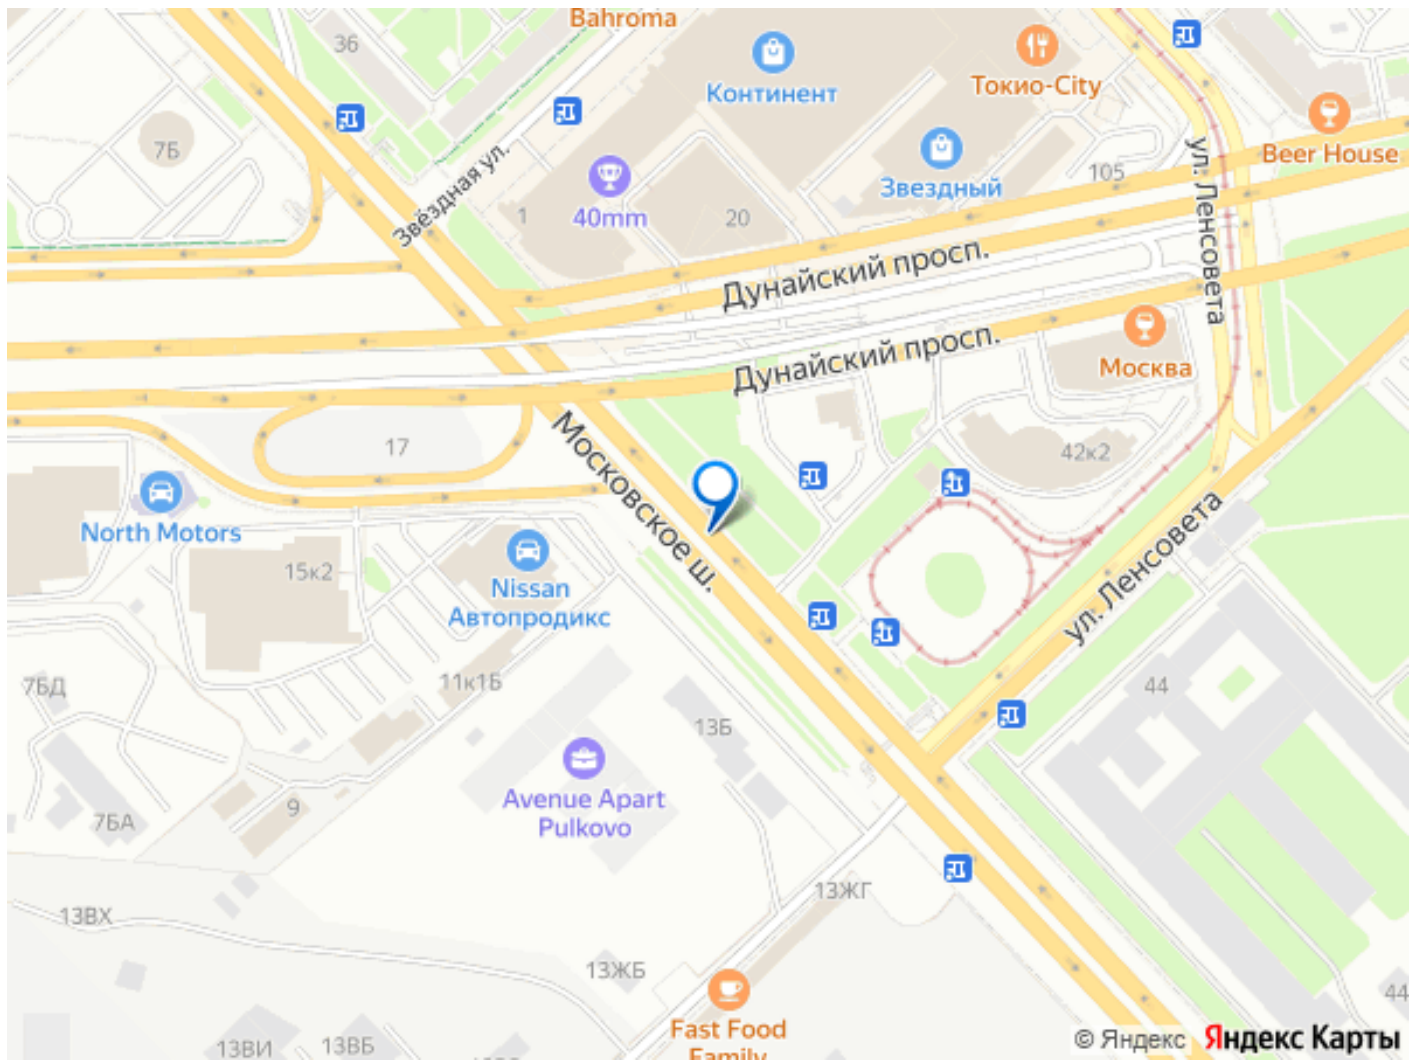 Bahroma
36
Континент
Токио-City
Beer House
7Б
Звёздная ул.
105
ул. Ленсовета
Звездный
1
40mm
20
Дунайский просп.
Дунайский просп.
Москва
Московское ш.
17
42к2
North Motors
15к2
Nissan
Автопродикс
ул. Ленсовета
7БД
11к1Б
44
13Б
Avenue Apart
Pulkovo
9
7БА
13ВХ
13ЖГ
13ЖБ
44
Fast Food
Family
13ВИ
13ВБ
© Яндекс Яндекс Карты